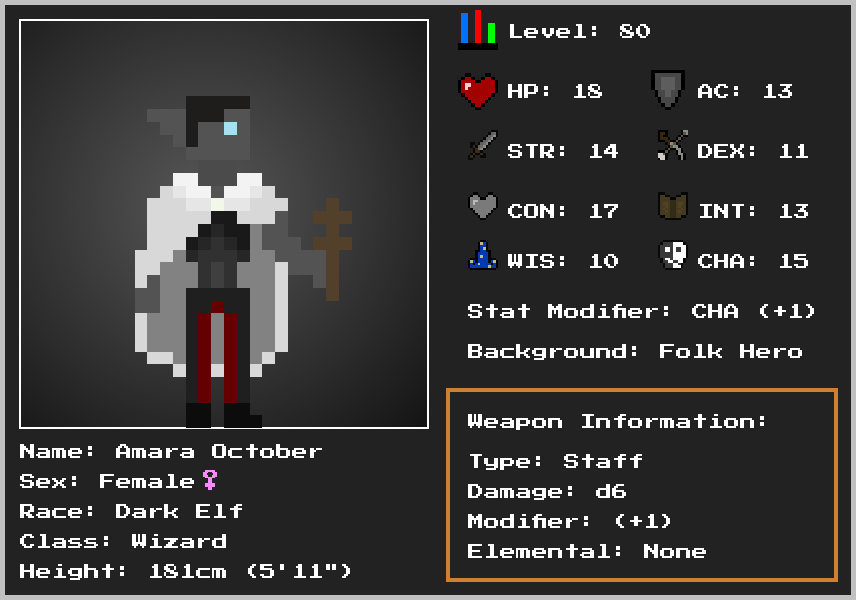 Level: 80
HP: 18
AC: 13
STR: 14
DEX: 11
CON: 17
INT: 13
WIS: 10
CHA: 15
Stat Modifier: CHA (+1)
Background: Folk Hero
Weapon Information:
Type: Staff
Damage: d6
Modifier: (+1)
Elemental: None
Name: Amara October
Sex: Female♀
Race: Dark Elf
Class: Wizard
Height: 181cm (5'11")